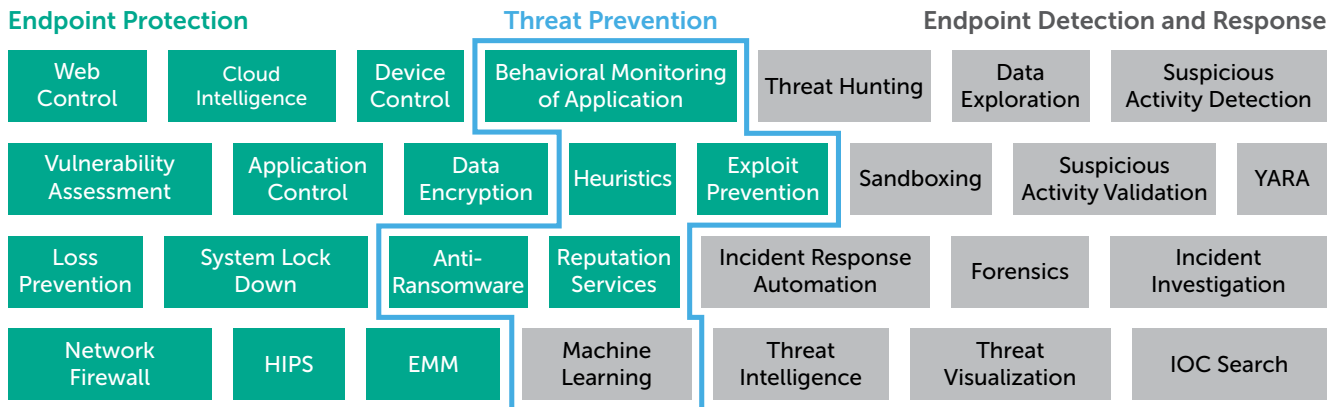 Endpoint Protection
Threat Prevention
Endpoint Detection and Response
Web
Control
Cloud
Intelligence
Device
Control
Behavioral Monitoring
of Application
Threat Hunting
Data
Exploration
Suspicious
Activity Detection
Vulnerability
Assessment
Application
Control
Data
Encryption
Heuristics
Exploit
Prevention
Sandboxing
Suspicious
Activity Validation
YARA
Loss
Prevention
System Lock
Down
Anti-
Ransomware
Reputation
Services
Incident Response
Automation
Forensics
Incident
Investigation
Network
Firewall
HIPS
EMM
Machine
Learning
Threat
Intelligence
Threat
Visualization
IOC Search